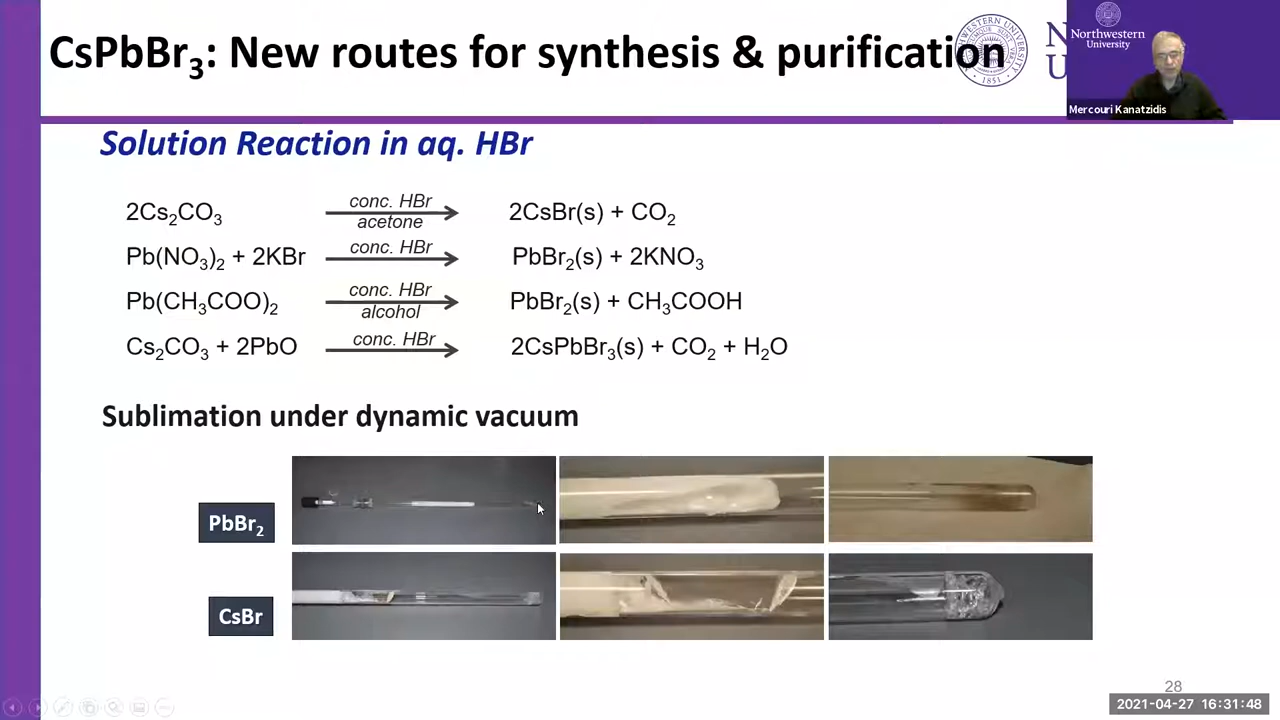 CsPbBr₃: New routes for synthesis & purification
Northwestern
University
Mercouri Kanatzidis
Solution Reaction in aq. HBr
2Cs₂CO₃ conc. HBr acetone 2CsBr(s) + CO₂
Pb(NO₃)₂ + 2KBr conc. HBr PbBr₂(s) + 2KNO₃
Pb(CH₃COO)₂ conc. HBr alcohol PbBr₂(s) + CH₃COOH
Cs₂CO₃ + 2PbO conc. HBr 2CsPbBr₃(s) + CO₂ + H₂O
Sublimation under dynamic vacuum
PbBr₂
CsBr
28
2021-04-27 16:31:48